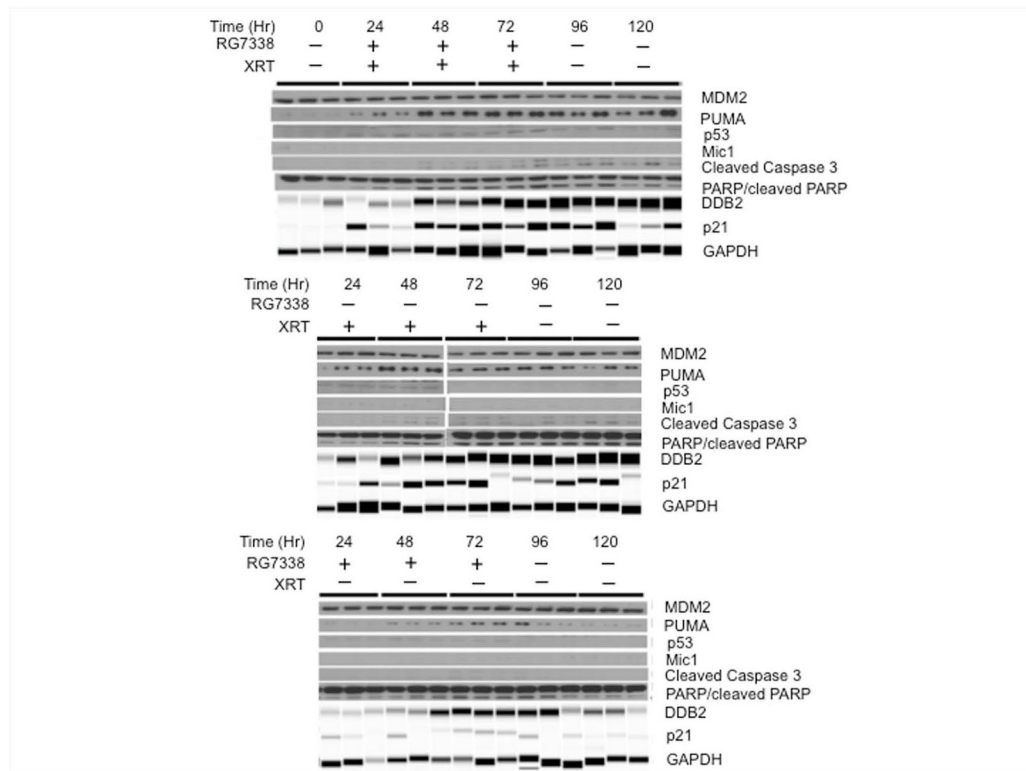 Time (Hr) 0 24 48 72 96 120
RG7338 − + + + − −
XRT − + + + − −
MDM2
PUMA
p53
Mic1
Cleaved Caspase 3
PARP/cleaved PARP
DDB2
p21
GAPDH
Time (Hr) 24 48 72 96 120
RG7338 − − − − −
XRT + + + − −
MDM2
PUMA
p53
Mic1
Cleaved Caspase 3
PARP/cleaved PARP
DDB2
p21
GAPDH
Time (Hr) 24 48 72 96 120
RG7338 + + + − −
XRT − − − − −
MDM2
PUMA
p53
Mic1
Cleaved Caspase 3
PARP/cleaved PARP
DDB2
p21
GAPDH